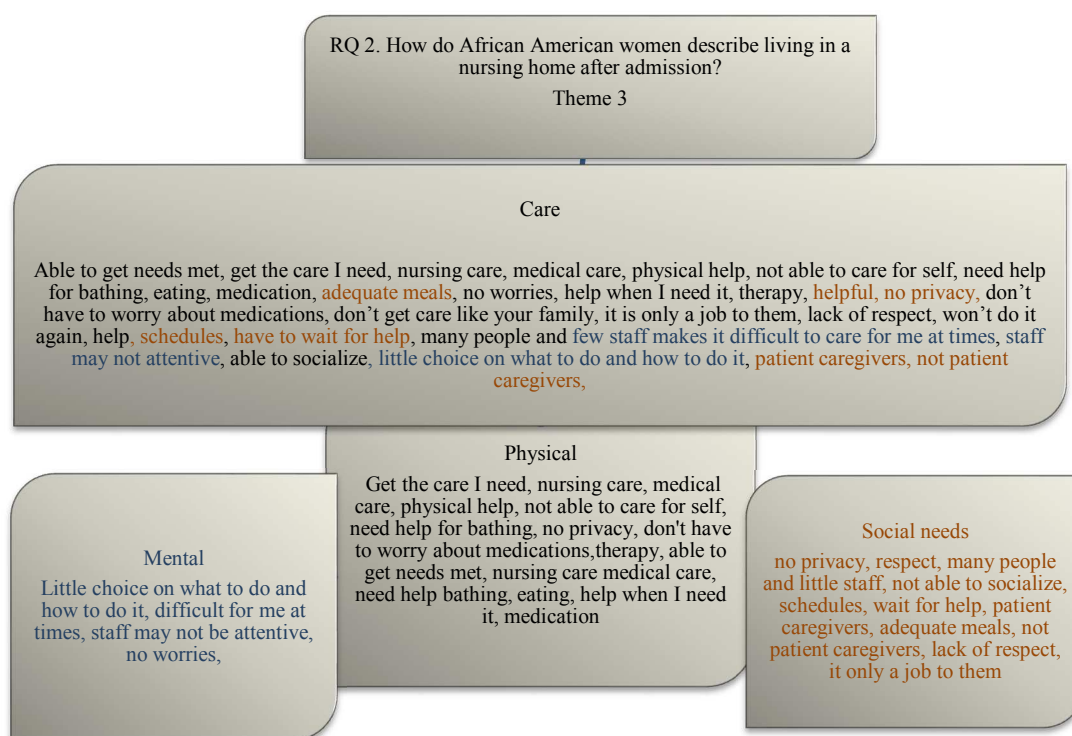 RQ 2. How do African American women describe living in a
nursing home after admission?
Theme 3
Care
Able to get needs met, get the care I need, nursing care, medical care, physical help, not able to care for self, need help
for bathing, eating, medication, adequate meals, no worries, help when I need it, therapy, helpful, no privacy, don’t
have to worry about medications, don’t get care like your family, it is only a job to them, lack of respect, won’t do it
again, help, schedules, have to wait for help, many people and few staff makes it difficult to care for me at times, staff
may not attentive, able to socialize, little choice on what to do and how to do it, patient caregivers, not patient
caregivers,
Physical
Get the care I need, nursing care, medical
care, physical help, not able to care for self,
need help for bathing, no privacy, don't have
to worry about medications,therapy, able to
get needs met, nursing care medical care,
need help bathing, eating, help when I need
it, medication
Mental
Little choice on what to do and
how to do it, difficult for me at
times, staff may not be attentive,
no worries,
Social needs
no privacy, respect, many people
and little staff, not able to socialize,
schedules, wait for help, patient
caregivers, adequate meals, not
patient caregivers, lack of respect,
it only a job to them